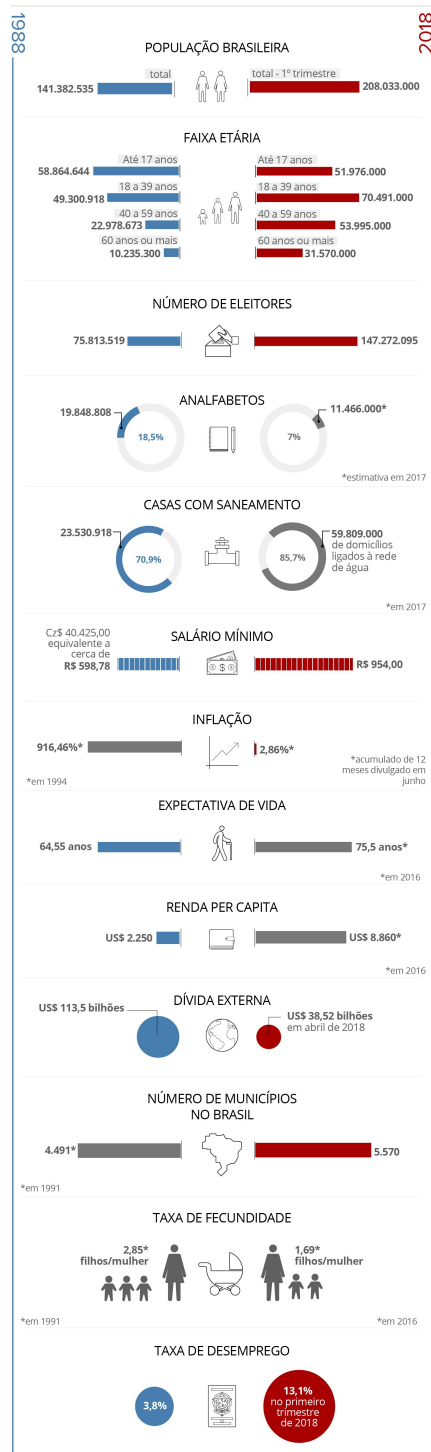 1988
2018
POPULAÇÃO BRASILEIRA
total
141.382.535
total - 1º trimestre
208.033.000
FAIXA ETÁRIA
Até 17 anos
58.864.644
18 a 39 anos
49.300.918
40 a 59 anos
22.978.673
60 anos ou mais
10.235.300
Até 17 anos
51.976.000
18 a 39 anos
70.491.000
40 a 59 anos
53.995.000
60 anos ou mais
31.570.000
NÚMERO DE ELEITORES
75.813.519
147.272.095
ANALFABETOS
19.848.808
18,5%
11.466.000*
7%
*estimativa em 2017
CASAS COM SANEAMENTO
23.530.918
70,9%
85,7%
59.809.000
de domicílios
ligados à rede
de água
*em 2017
SALÁRIO MÍNIMO
Cz$ 40.425,00
equivalente a
cerca de
R$ 598,78
R$ 954,00
INFLAÇÃO
916,46%*
*em 1994
2,86%*
*acumulado de 12
meses divulgado em
junho
EXPECTATIVA DE VIDA
64,55 anos
75,5 anos*
*em 2016
RENDA PER CAPITA
US$ 2.250
US$ 8.860*
*em 2016
DÍVIDA EXTERNA
US$ 113,5 bilhões
US$ 38,52 bilhões
em abril de 2018
NÚMERO DE MUNICÍPIOS
NO BRASIL
4.491*
5.570
*em 1991
TAXA DE FECUNDIDADE
2,85*
filhos/mulher
1,69*
filhos/mulher
*em 1991
*em 2016
TAXA DE DESEMPREGO
3,8%
13,1%
no primeiro
trimestre
de 2018